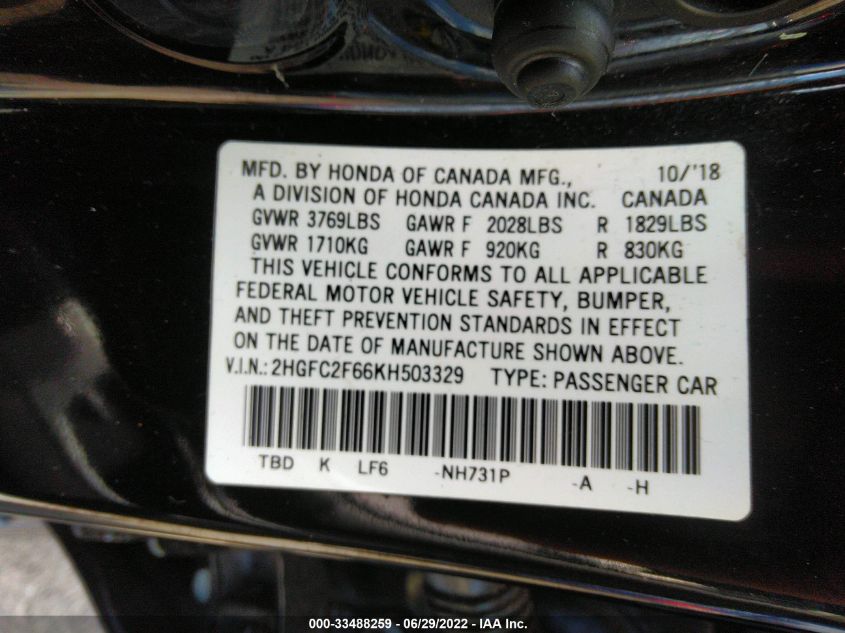 MFD. BY HONDA OF CANADA MFG., 10/'18
A DIVISION OF HONDA CANADA INC. CANADA
GVWR 3769LBS GAWR F 2028LBS R 1829LBS
GVWR 1710KG GAWR F 920KG R 830KG
THIS VEHICLE CONFORMS TO ALL APPLICABLE
FEDERAL MOTOR VEHICLE SAFETY, BUMPER,
AND THEFT PREVENTION STANDARDS IN EFFECT
ON THE DATE OF MANUFACTURE SHOWN ABOVE.
V.I.N.: 2HGFC2F66KH503329 TYPE: PASSENGER CAR
TBD K LF6 -NH731P -A -H
000-33488259 - 06/29/2022 - IAA Inc.